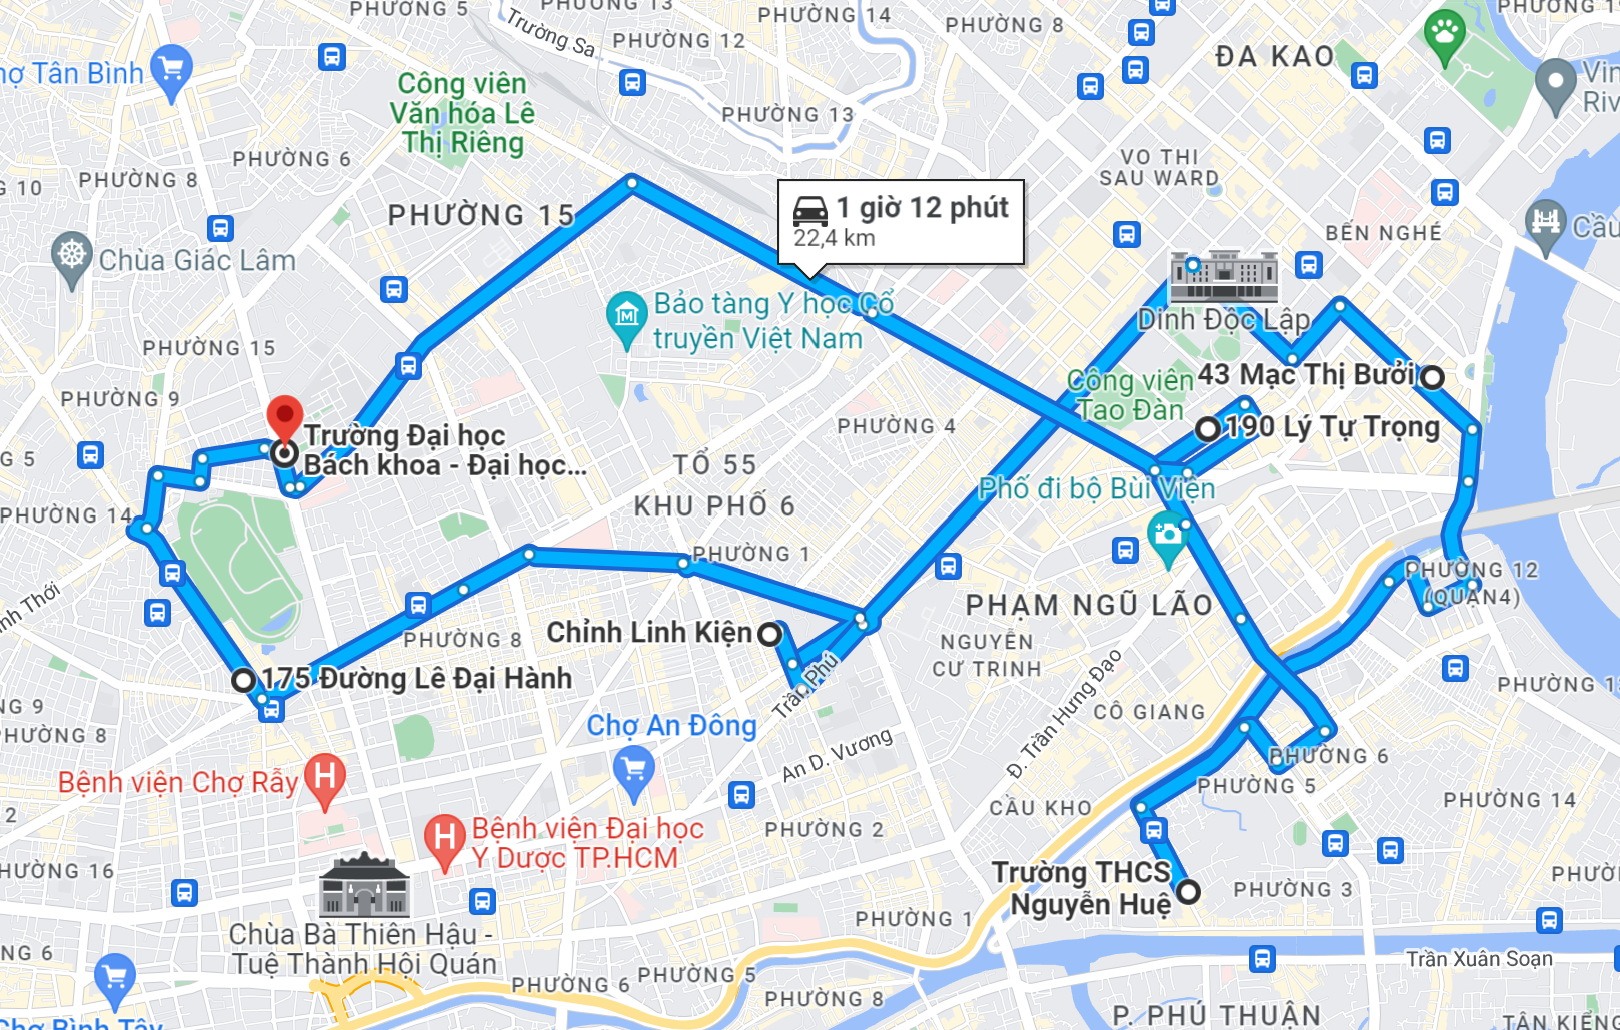 PHƯỜNG 5
PHƯỜNG 13
PHƯỜNG 14
PHƯỜNG 8
Trường Sa
PHƯỜNG 12
ĐA KAO
Tân Bình
Công viên
Văn hóa Lê
Thị Riêng
Vin
Riv
PHƯỜNG 13
PHƯỜNG 6
PHƯỜNG 8
VO THI
SAU WARD
10
PHƯỜNG 15
1 giờ 12 phút
22,4 km
BẾN NGHÉ
Cầu
Chùa Giác Lâm
Bảo tàng Y học Cổ
truyền Việt Nam
Dinh Độc Lập
PHƯỜNG 15
PHƯỜNG 9
Công viên
Tao Đàn
43 Mạc Thị Bưởi
190 Lý Tự Trọng
PHƯỜNG 4
Trường Đại học
Bách khoa - Đại học...
G 5
TỔ 55
KHU PHỐ 6
Phố đi bộ Bùi Viện
PHƯỜNG 14
PHƯỜNG 1
PHƯỜNG 12
(QUẬN4)
nh Thới
PHẠM NGŨ LÃO
Chỉnh Linh Kiện
PHƯỜNG 8
NGUYỄN
CƯ TRINH
175 Đường Lê Đại Hành
Trần Phú
Đ. Trần Hưng Đạo
PHƯỜNG 1
NG 9
PHƯỜNG 8
CÔ GIANG
Chợ An Đông
An D. Vương
PHƯỜNG 6
PHƯỜNG 5
Bệnh viện Chợ Rẫy
2
CẦU KHO
PHƯỜNG 14
PHƯỜNG 2
Bệnh viện Đại học
Y Dược TP.HCM
HƯỜNG 16
Trường THCS
Nguyễn Huệ
PHƯỜNG 3
PHƯỜ
PHƯỜNG 1
Chùa Bà Thiên Hậu -
Tuệ Thành Hội Quán
NG 6
Trần Xuân Soạn
PHƯỜNG 6
PHƯỜNG 5
PHƯỜNG 8
P. PHÚ THUẬN
TÂN KIỂNG
Chợ Bình Tây